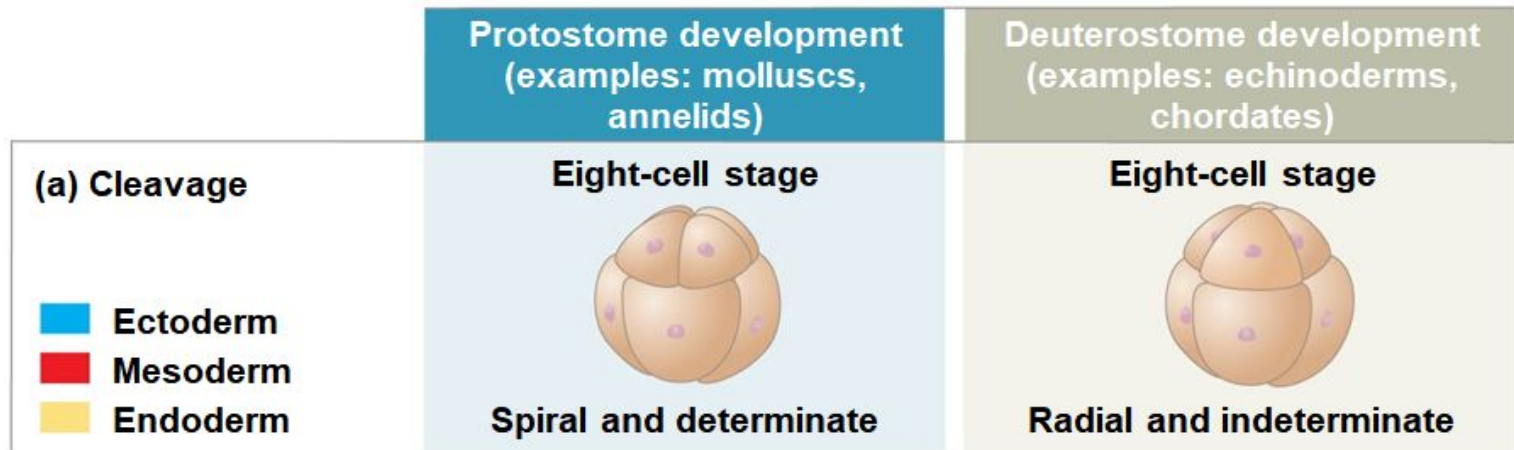 Protostome development
(examples: molluscs,
annelids)
Deuterostome development
(examples: echinoderms,
chordates)
(a) Cleavage
Eight-cell stage
Eight-cell stage
Ectoderm
Mesoderm
Endoderm
Spiral and determinate
Radial and indeterminate